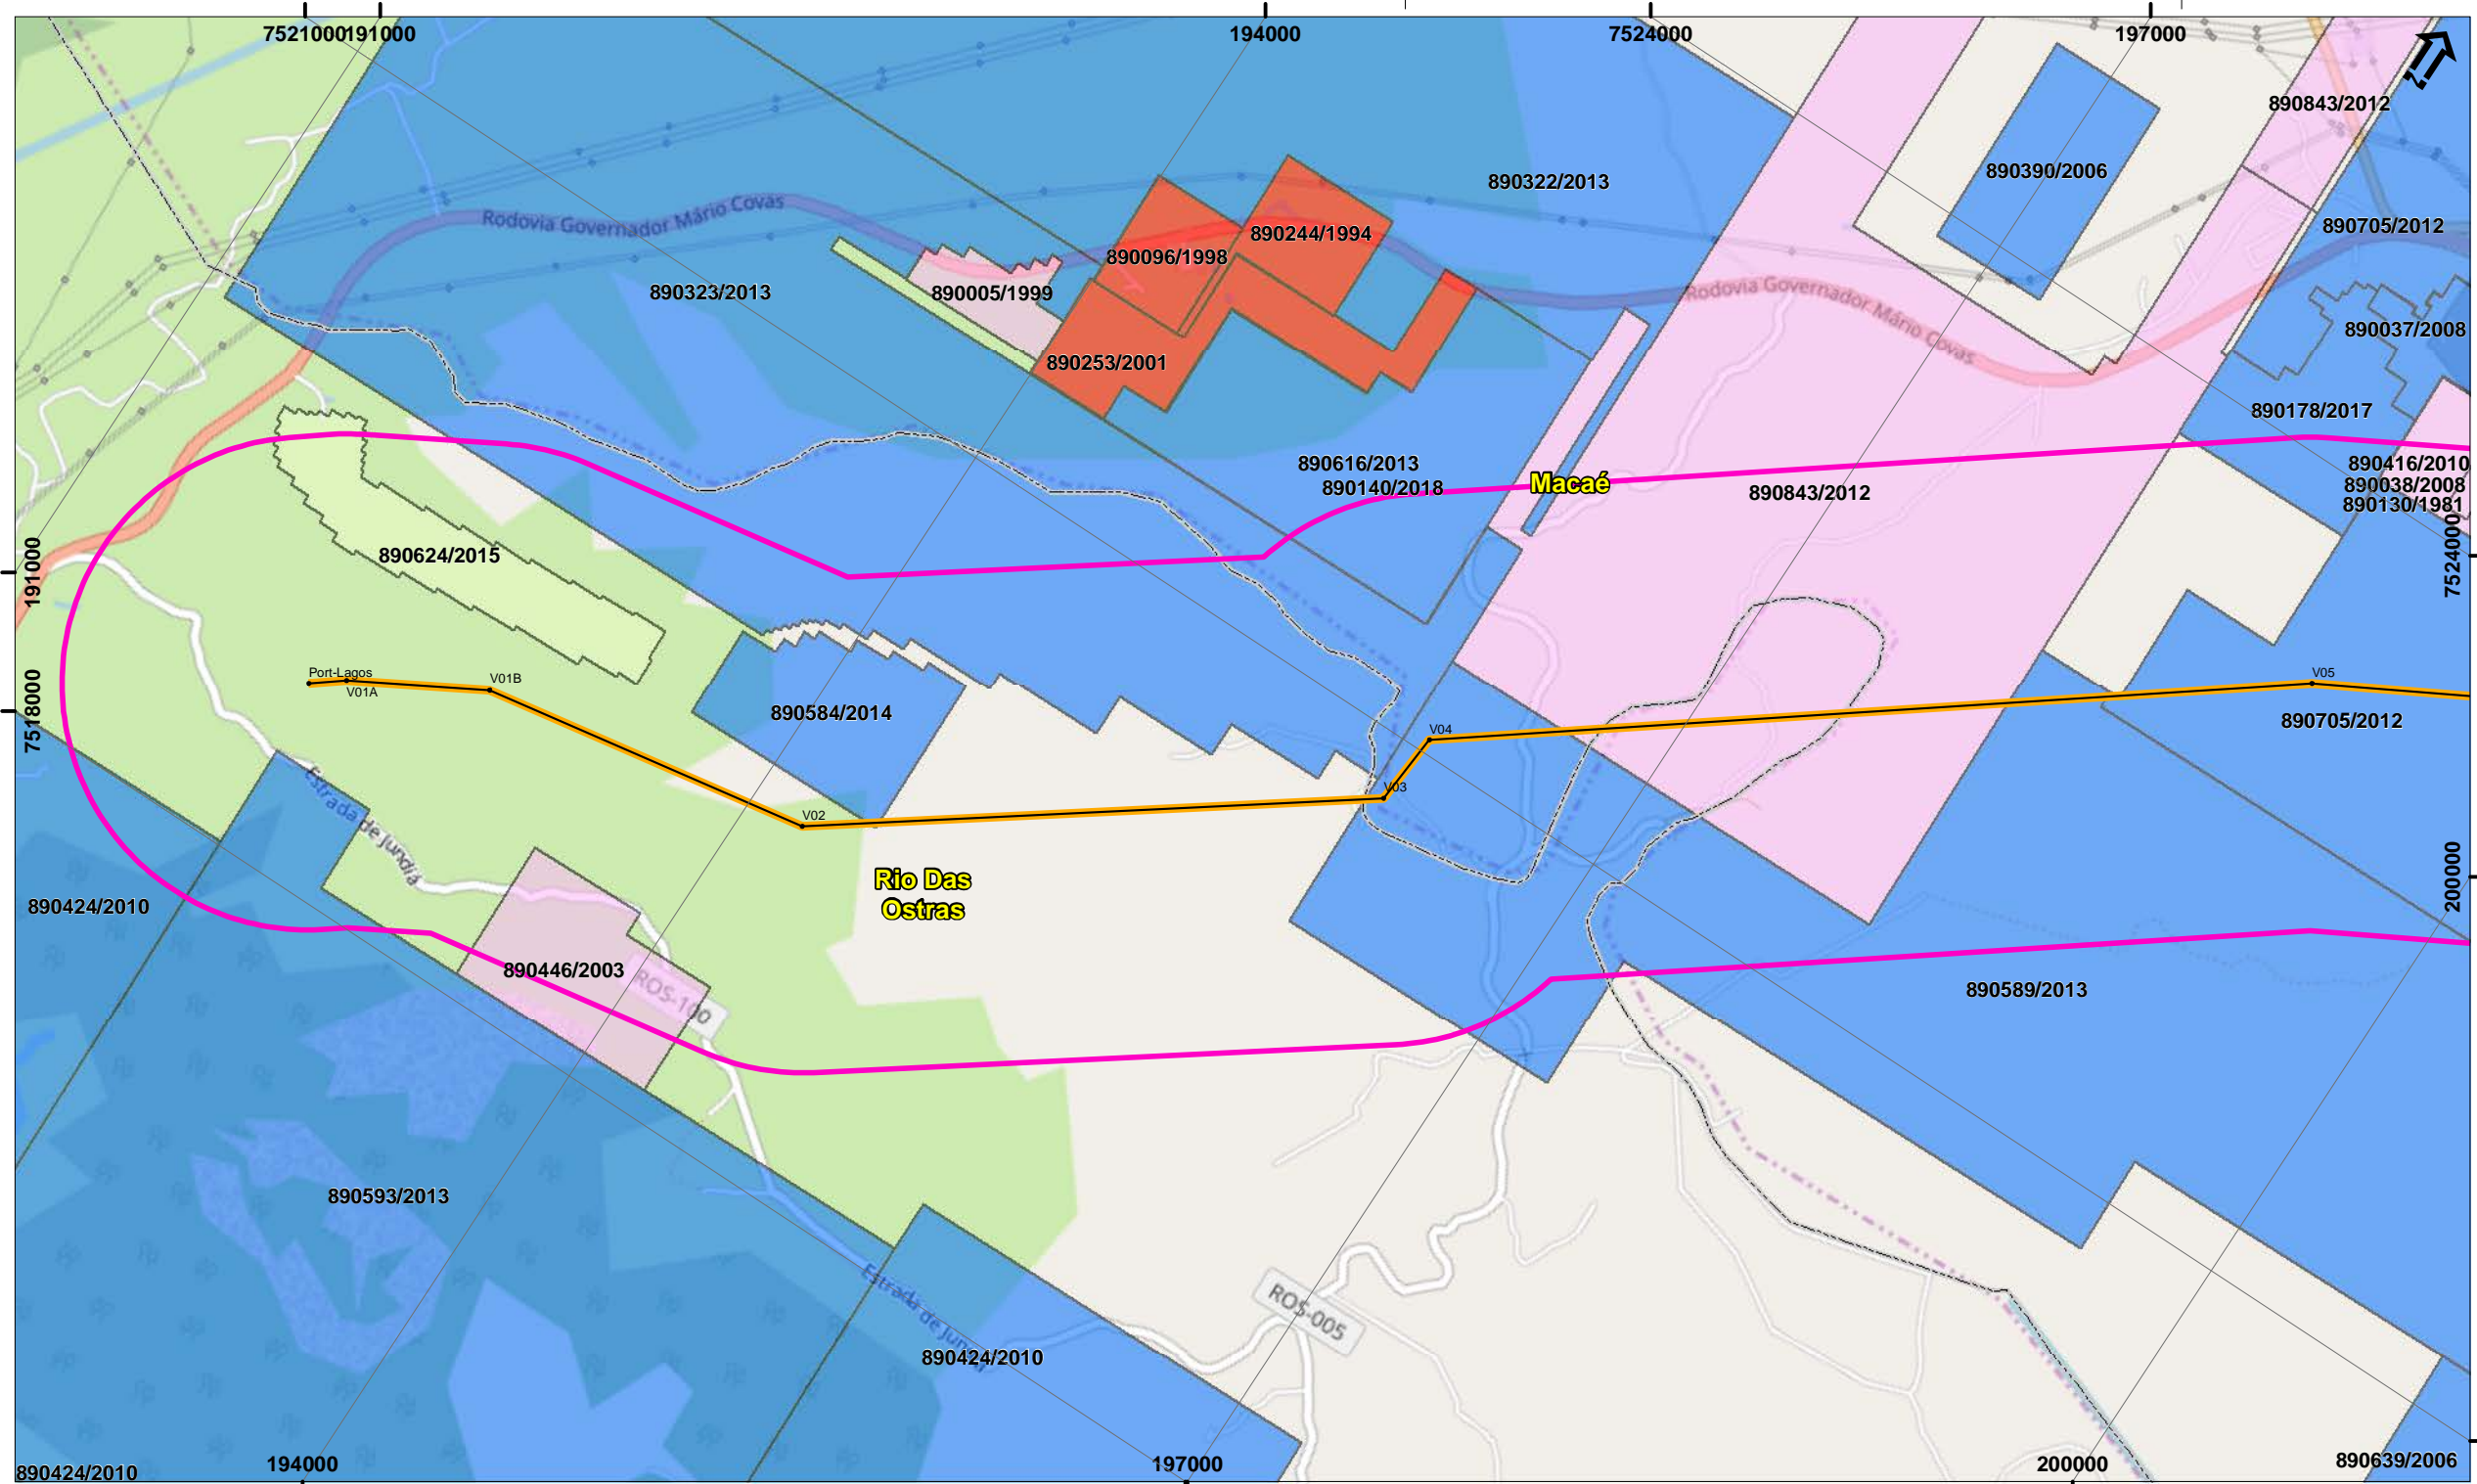 7521000
191000
194000
7524000
197000
N
890843/2012
890390/2006
890322/2013
Rodovia Governador Mário Covas
890705/2012
890244/1994
890096/1998
890323/2013
890005/1999
Rodovia Governador Mário Covas
890037/2008
890253/2001
890178/2017
890616/2013
890140/2018
Macaé
890843/2012
890416/2010
890038/2008
890130/1981
890624/2015
191000
7524000
Port-Lagos
V01A
V01B
V05
7518000
890584/2014
V04
890705/2012
V03
V02
Estrada de Jundiá
Rio Das
Ostras
200000
890424/2010
890446/2003
ROS-100
890589/2013
890593/2013
Estrada de Jundiá
ROS-005
890424/2010
890424/2010
194000
197000
200000
890639/2006